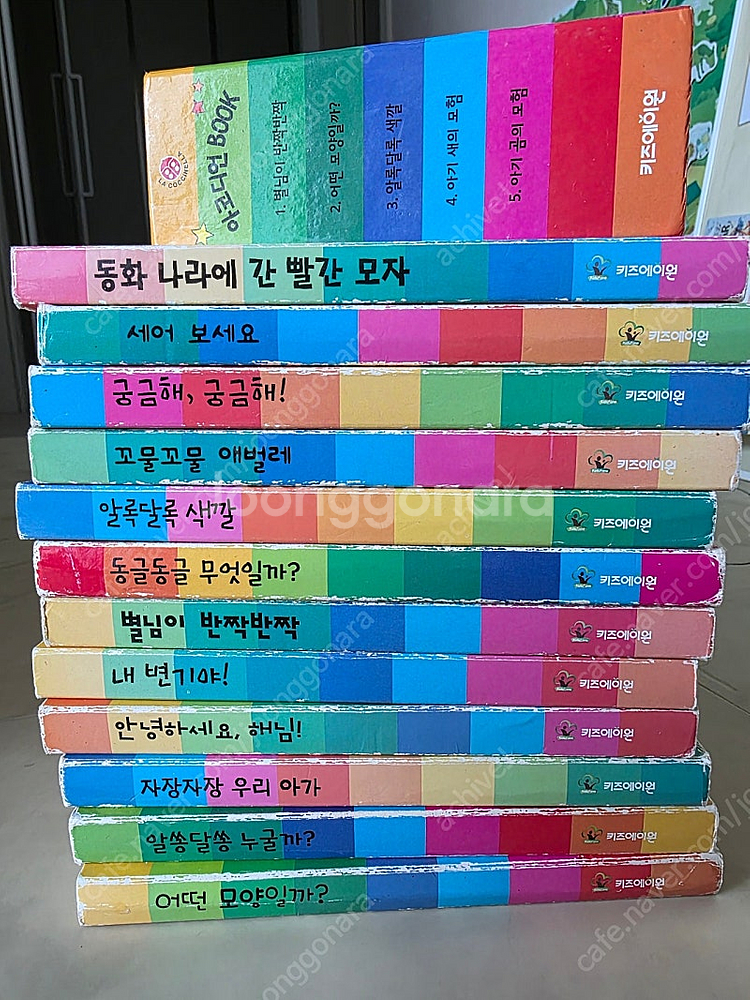 LA COCCINELLA
아코디언 BOOK
1. 별님이 반짝반짝
2. 어떤 모양일까?
3. 알록달록 색깔
4. 아기 새의 모험
5. 아기 곰의 모험
키즈에이원
동화 나라에 간 빨간 모자 키즈에이원
세어 보세요 키즈에이원
궁금해, 궁금해! 키즈에이원
꼬물꼬물 애벌레 키즈에이원
알록달록 색깔 키즈에이원
동글동글 무엇일까? 키즈에이원
별님이 반짝반짝 키즈에이원
내 변기야! 키즈에이원
안녕하세요, 해님! 키즈에이원
자장자장 우리 아가 키즈에이원
알쏭달쏭 누굴까? 키즈에이원
어떤 모양일까? 키즈에이원
joonggonara